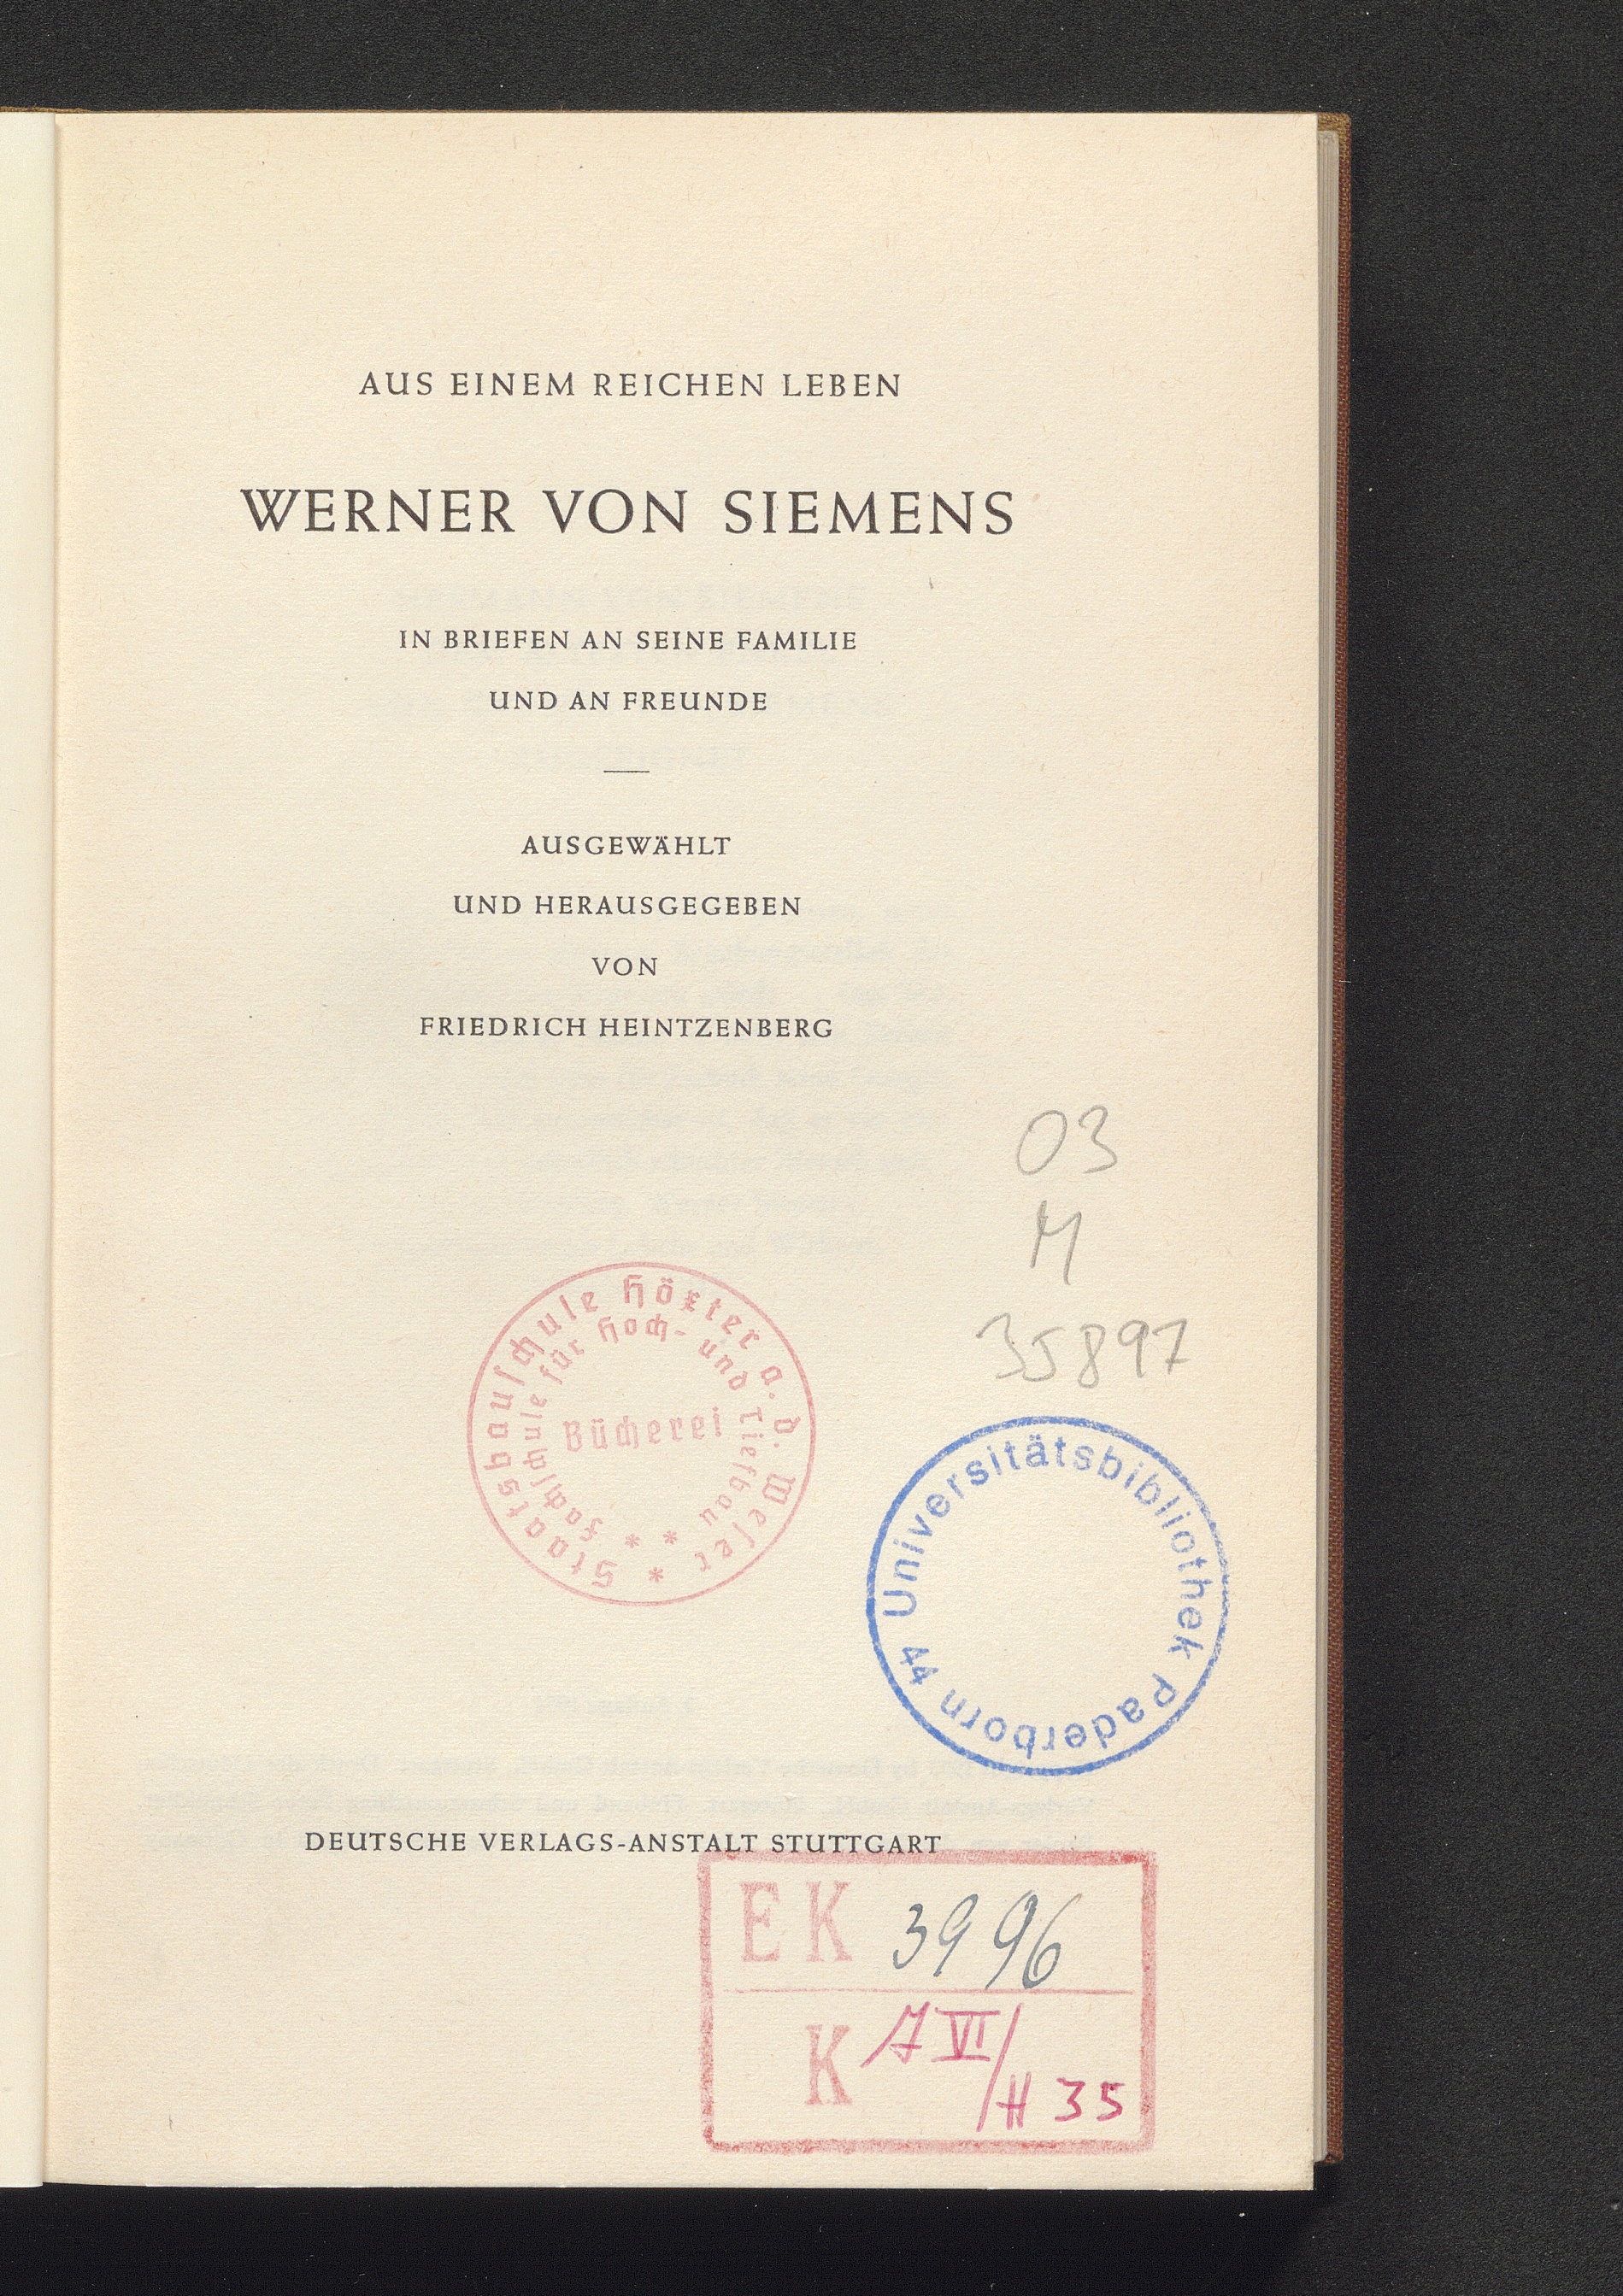 AUS EINEM REICHEN LEBEN
WERNER VON SIEMENS
IN BRIEFEN AN SEINE FAMILIE
UND AN FREUNDE
AUSGEWÄHLT
UND HERAUSGEGEBEN
VON
FRIEDRICH HEINTZENBERG
03
M
35897
Staatsbauschule Höxter a. d. Weser
Fachschule für Hoch- und Tiefbau
Bücherei
Universitätsbibliothek Paderborn 44
DEUTSCHE VERLAGS-ANSTALT STUTTGART
EK 3996
K A VI/H 35